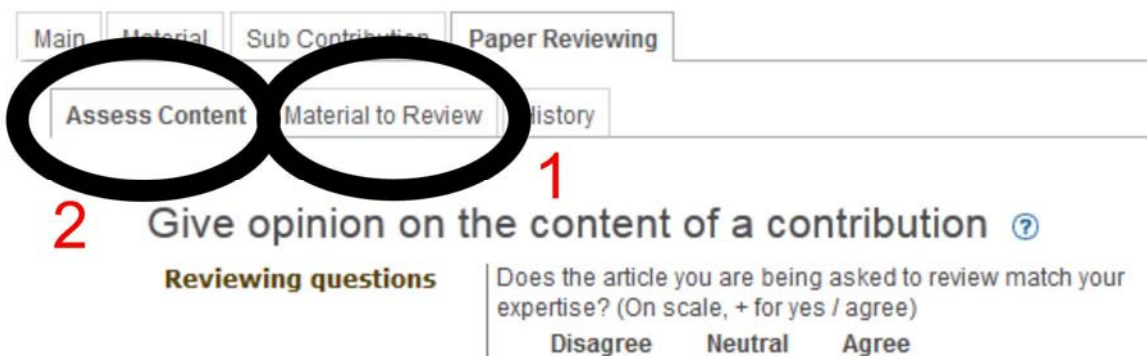 Main Material Sub Contribution Paper Reviewing
Assess Content Material to Review History
1
2
Give opinion on the content of a contribution ?
Reviewing questions
Does the article you are being asked to review match your
expertise? (On scale, + for yes / agree)
Disagree Neutral Agree